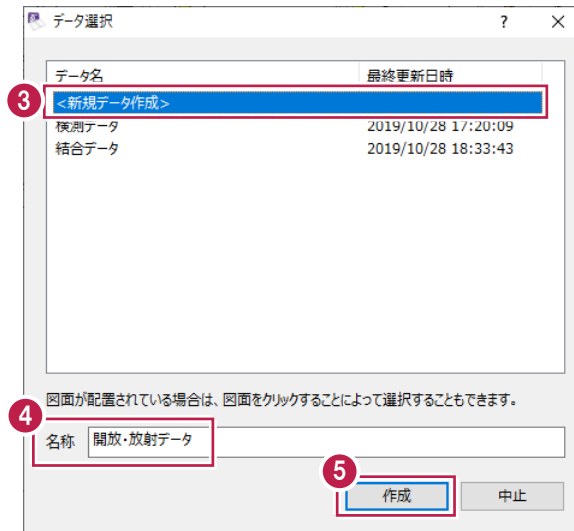 データ選択 ? ×
データ名 最終更新日時
3 <新規データ作成>
検測データ 2019/10/28 17:20:09
結合データ 2019/10/28 18:33:43
図面が配置されている場合は、図面をクリックすることによって選択することもできます。
4
名称 開放・放射データ
5
作成 中止